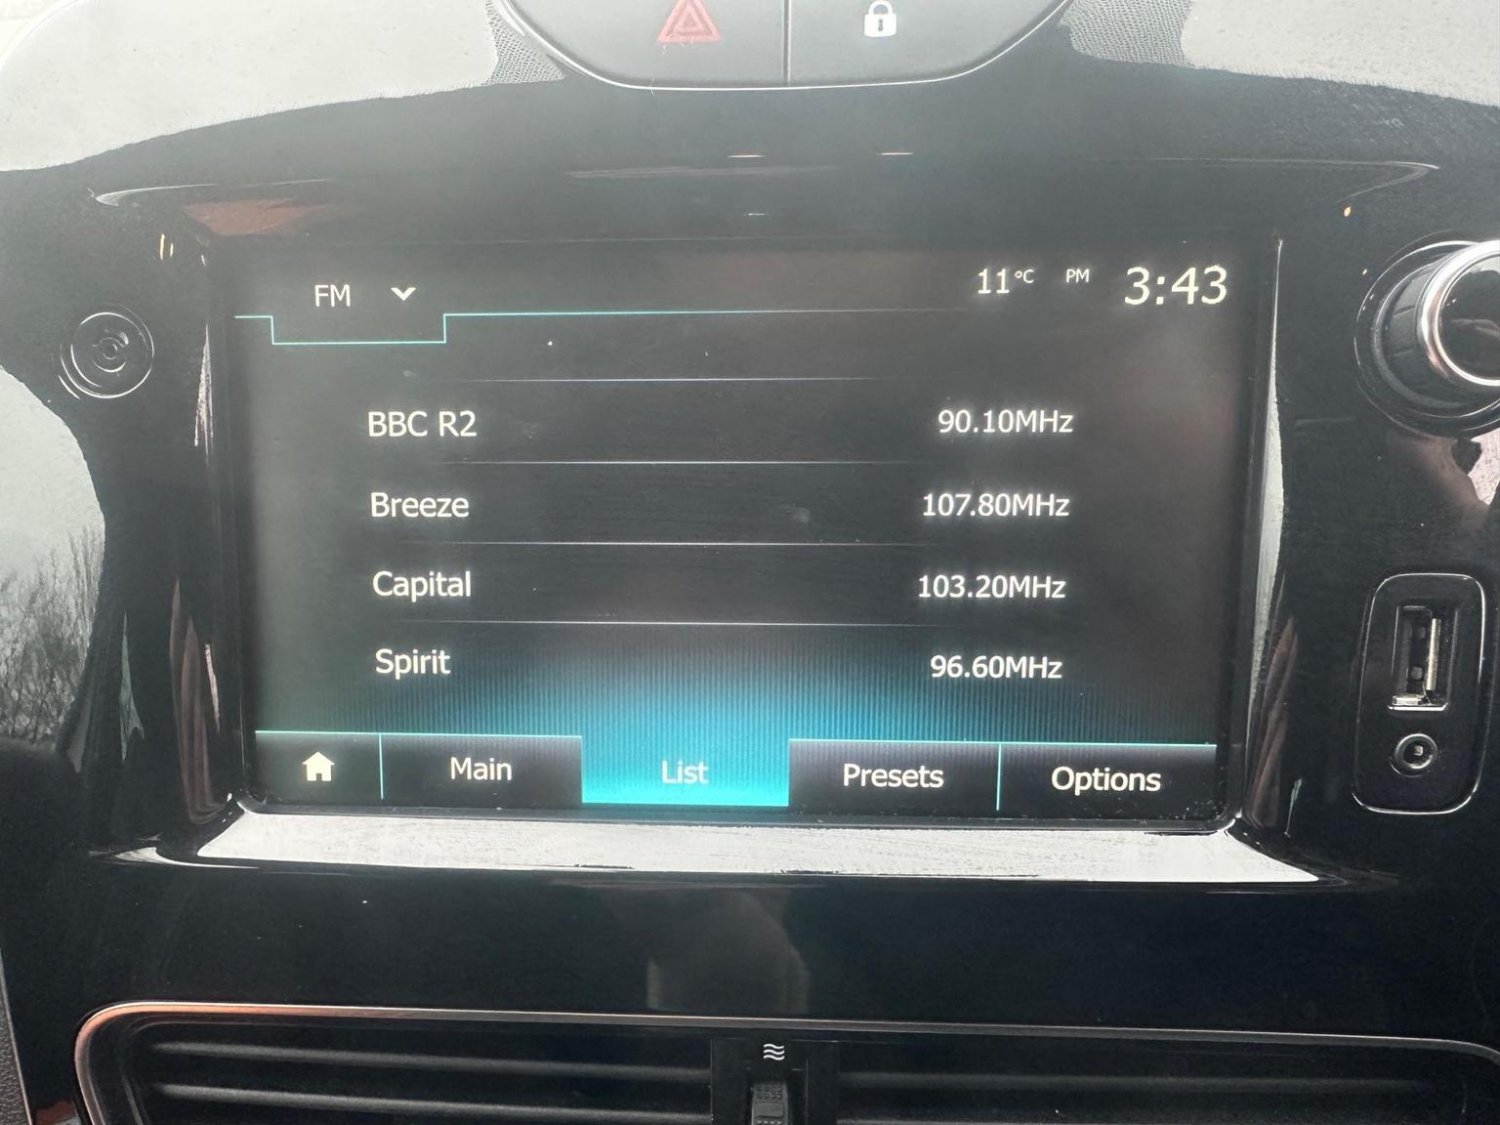 FM 11°C PM 3:43
BBC R2 90.10MHz
Breeze 107.80MHz
Capital 103.20MHz
Spirit 96.60MHz
Main List Presets Options